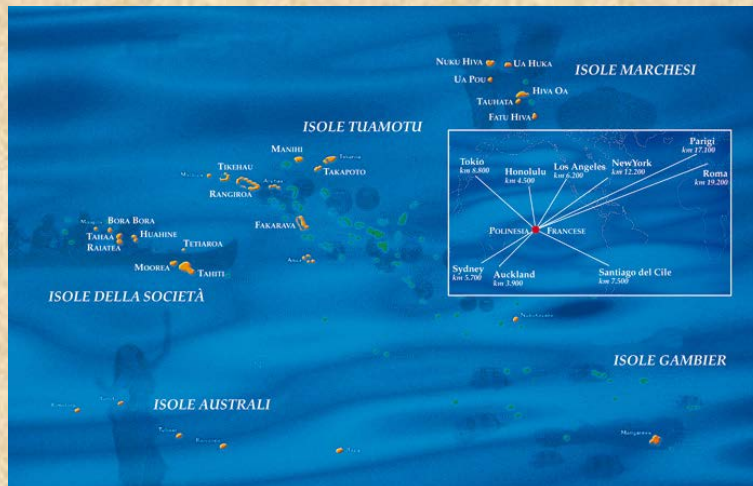 NUKU HIVA
UA HUKA
UA POU
HIVA OA
TAUHATA
FATU HIVA
ISOLE MARCHESI
ISOLE TUAMOTU
MANIHI
TAKAPOTO
TIKEHAU
RANGIROA
FAKARAVA
BORA BORA
TAHAA
RAIATEA
HUAHINE
TETIAROA
MOOREA
TAHITI
ISOLE DELLA SOCIETÀ
Parigi
km 17.100
Roma
km 19.200
Tokio
km 8.800
Honolulu
km 4.500
Los Angeles
km 6.200
NewYork
km 12.200
POLINESIA FRANCESE
Sydney
km 5.700
Auckland
km 3.900
Santiago del Cile
km 7.500
ISOLE GAMBIER
ISOLE AUSTRALI